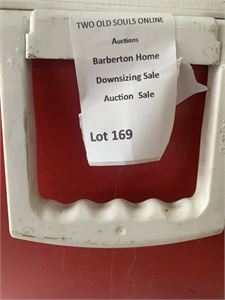 TWO OLD SOULS ONLINE
Auctions
Barberton Home
Downsizing Sale
Auction Sale
Lot 169